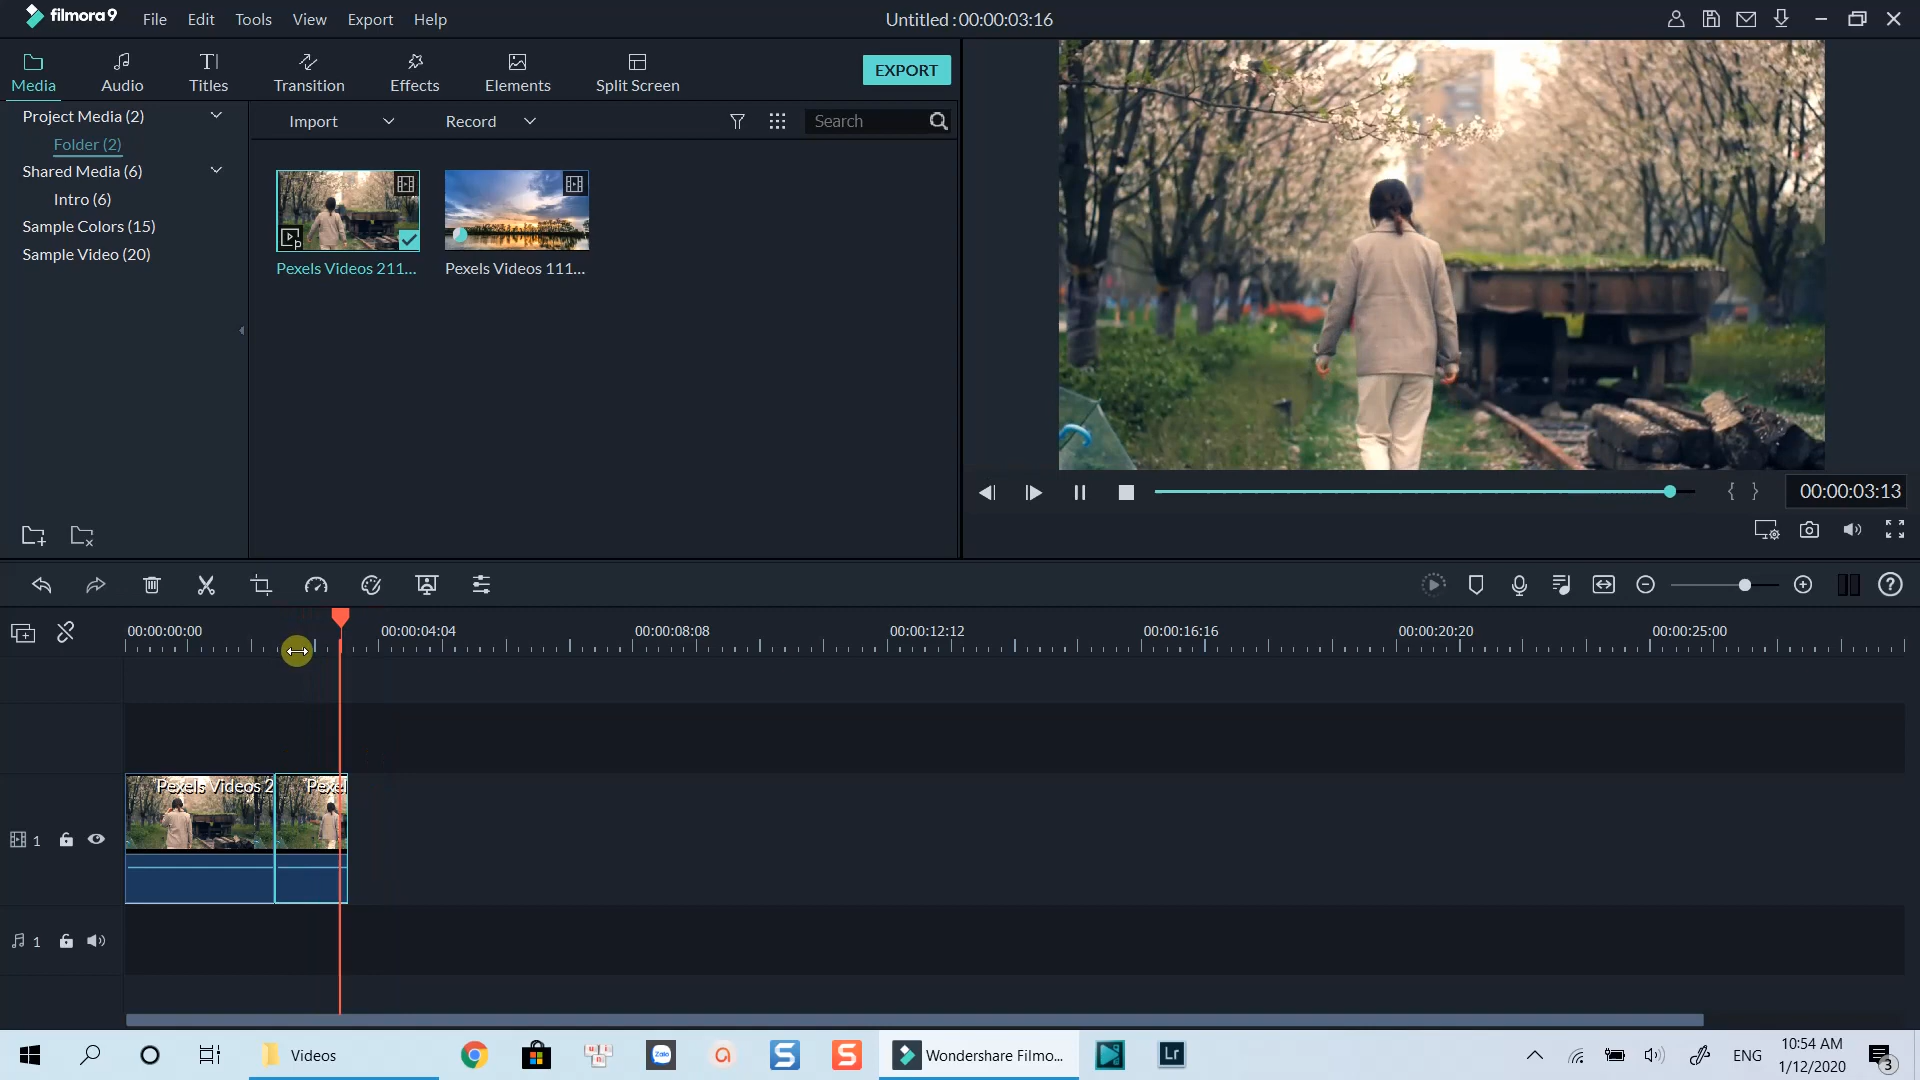 filmora9
File Edit Tools View Export Help
Untitled : 00:00:03:16
Media Audio Titles Transition Effects Elements Split Screen
EXPORT
Project Media (2)
Folder (2)
Shared Media (6)
Intro (6)
Sample Colors (15)
Sample Video (20)
Import Record Search
Pexels Videos 211... Pexels Videos 111...
00:00:03:13
00:00:00:00 00:00:04:04 00:00:08:08 00:00:12:12 00:00:16:16 00:00:20:20 00:00:25:00
Pexels Videos 2 Pexel
1
1
Videos
Zalo
S
S
Wondershare Filmo...
Lr
ENG
10:54 AM
1/12/2020
3